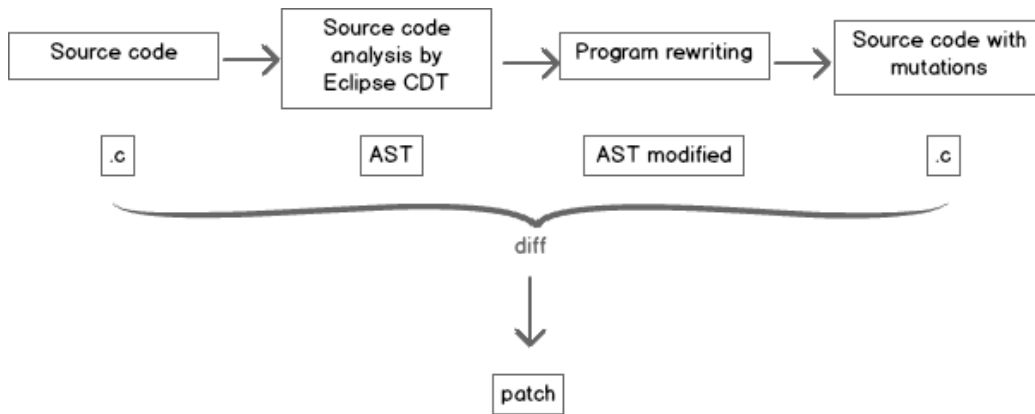 Source code
Source code
analysis by
Eclipse CDT
Program rewriting
Source code with
mutations
.c
AST
AST modified
.c
diff
patch